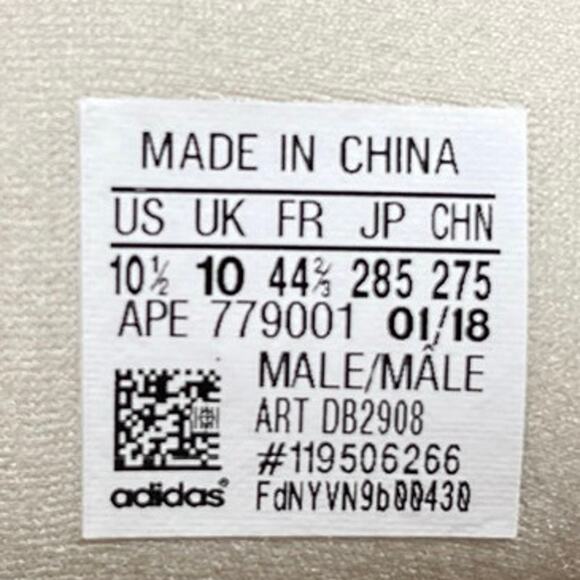 MADE IN CHINA
US UK FR JP CHN
10½ 10 44⅔ 285 275
APE 779001 01/18
MALE/MÂLE
ART DB2908
#119506266
adidas® FdNYVN9b00430